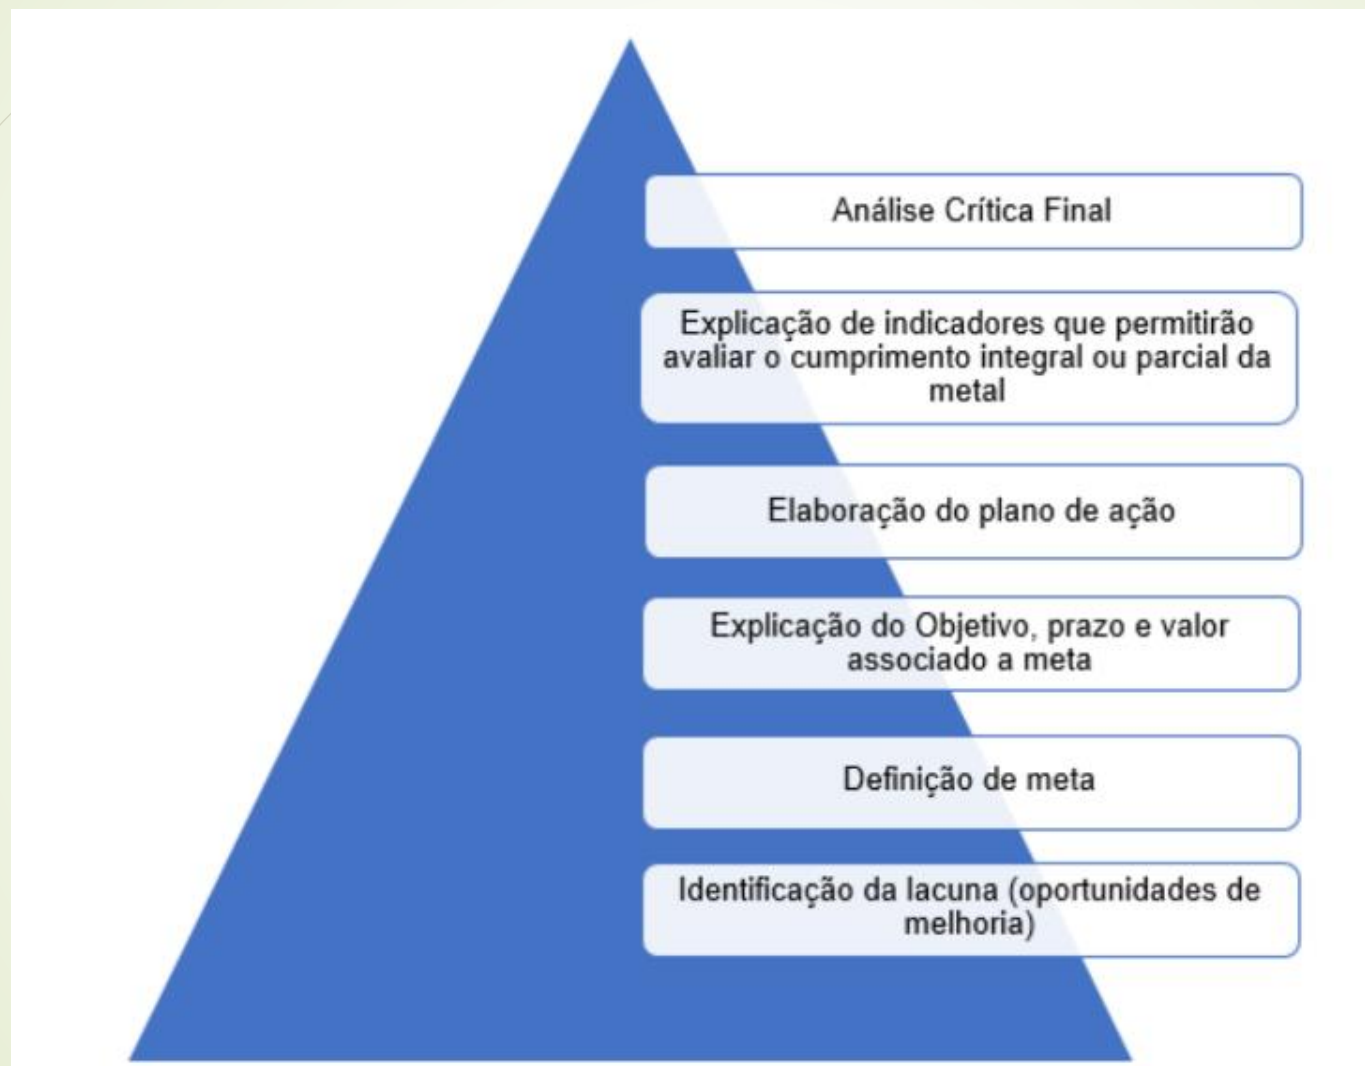 Análise Crítica Final
Explicação de indicadores que permitirão
avaliar o cumprimento integral ou parcial da
metal
Elaboração do plano de ação
Explicação do Objetivo, prazo e valor
associado a meta
Definição de meta
Identificação da lacuna (oportunidades de
melhoria)